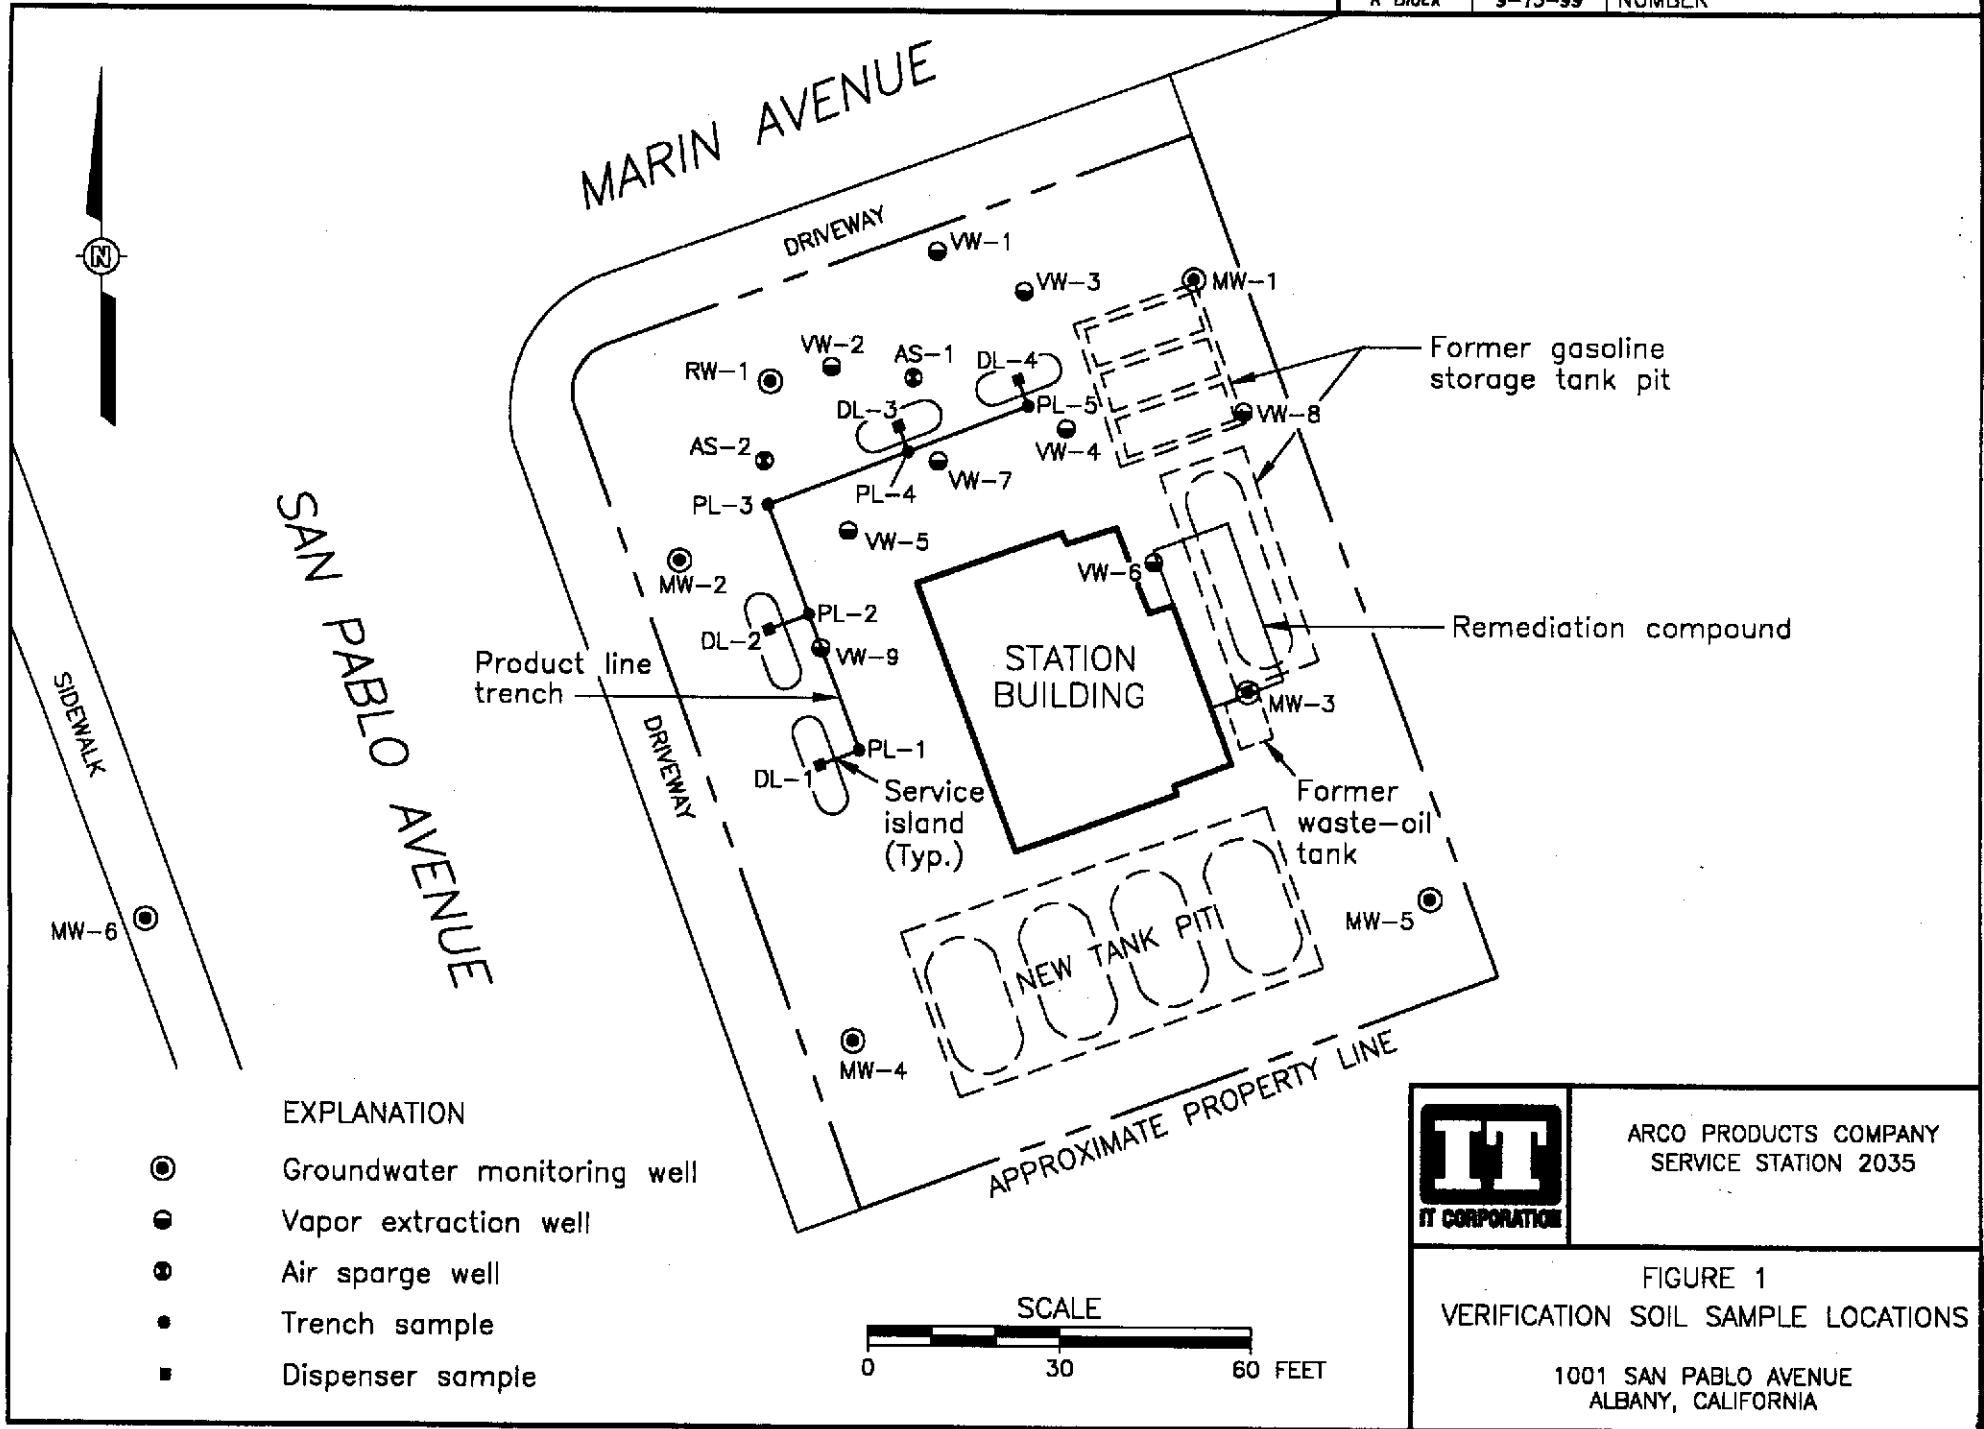 9-15-99
NUMBER
MARIN AVENUE
N
DRIVEWAY
VW-1
VW-3
MW-1
VW-2
AS-1
DL-4
RW-1
Former gasoline
storage tank pit
DL-3
PL-5
VW-8
AS-2
VW-4
VW-7
PL-4
PL-3
VW-5
SAN PABLO AVENUE
MW-2
VW-6
PL-2
DL-2
VW-9
Remediation compound
Product line
trench
STATION
BUILDING
SIDEWALK
MW-3
DRIVEWAY
PL-1
DL-1
Service
island
(Typ.)
Former
waste-oil
tank
MW-6
MW-5
NEW TANK PIT
MW-4
APPROXIMATE PROPERTY LINE
EXPLANATION
Groundwater monitoring well
Vapor extraction well
Air sparge well
Trench sample
Dispenser sample
SCALE
0 30 60 FEET
IT
IT CORPORATION
ARCO PRODUCTS COMPANY
SERVICE STATION 2035
FIGURE 1
VERIFICATION SOIL SAMPLE LOCATIONS
1001 SAN PABLO AVENUE
ALBANY, CALIFORNIA